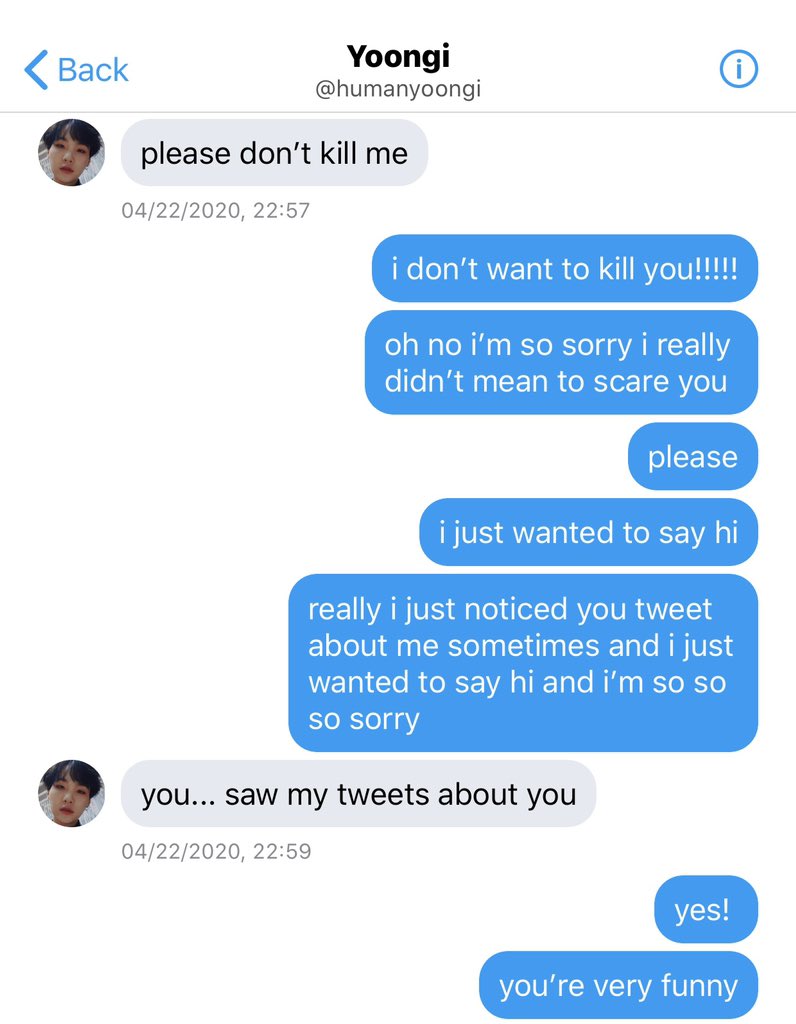 Back
Yoongi
@humanyoongi
please don’t kill me
04/22/2020, 22:57
i don’t want to kill you!!!!!
oh no i’m so sorry i really
didn’t mean to scare you
please
i just wanted to say hi
really i just noticed you tweet
about me sometimes and i just
wanted to say hi and i’m so so
so sorry
you... saw my tweets about you
04/22/2020, 22:59
yes!
you’re very funny